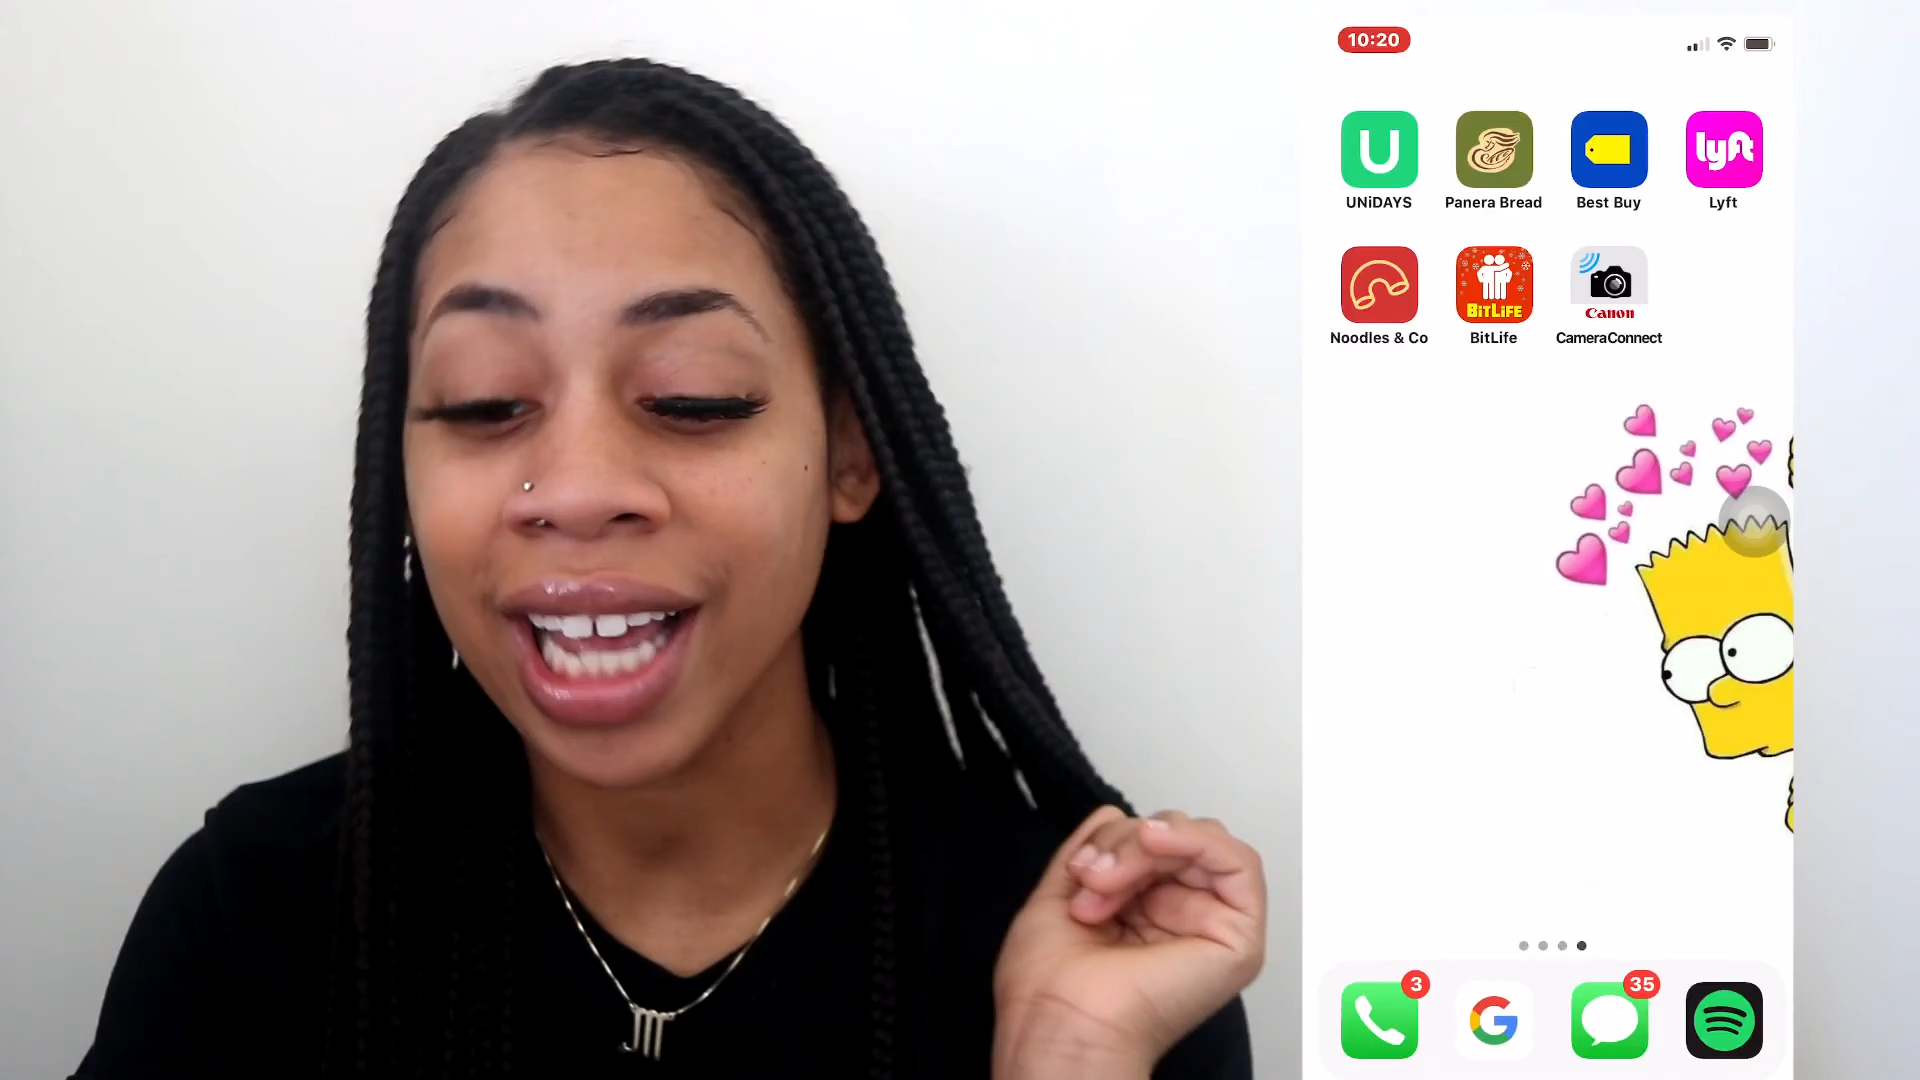 10:20
U
lyft
UNiDAYS Panera Bread Best Buy Lyft
BITLIFE
Canon
Noodles & Co BitLife CameraConnect
3
35
G